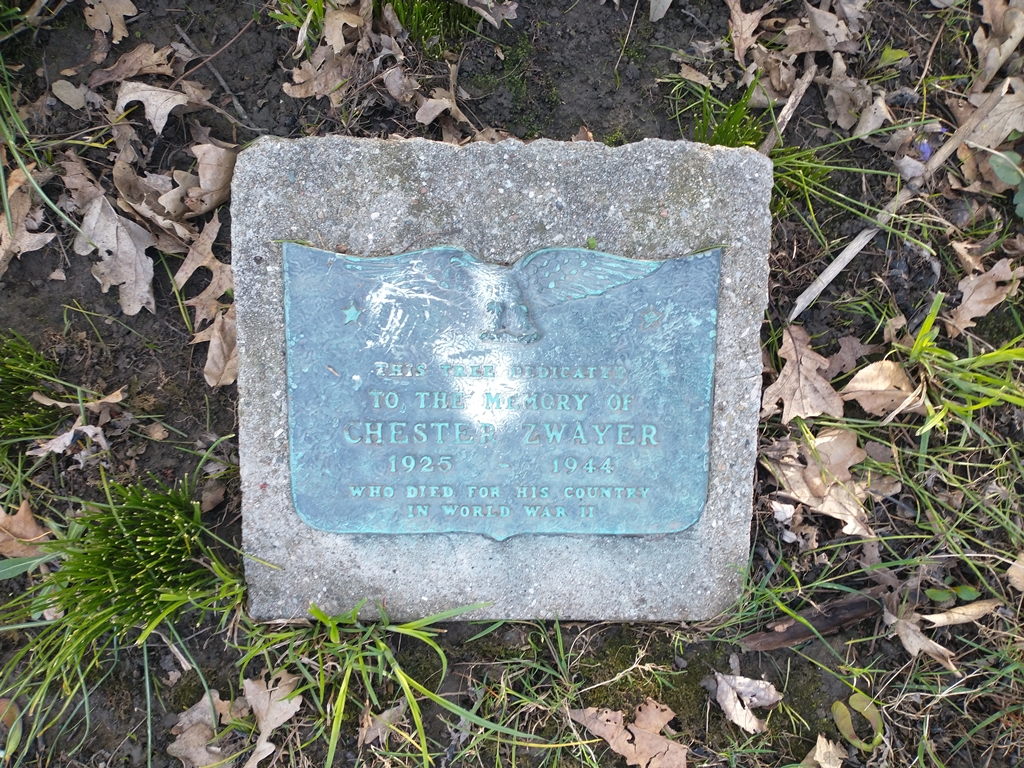 THIS TREE DEDICATED
TO THE MEMORY OF
CHESTER ZWAYER
1925 - 1944
WHO DIED FOR HIS COUNTRY
IN WORLD WAR II